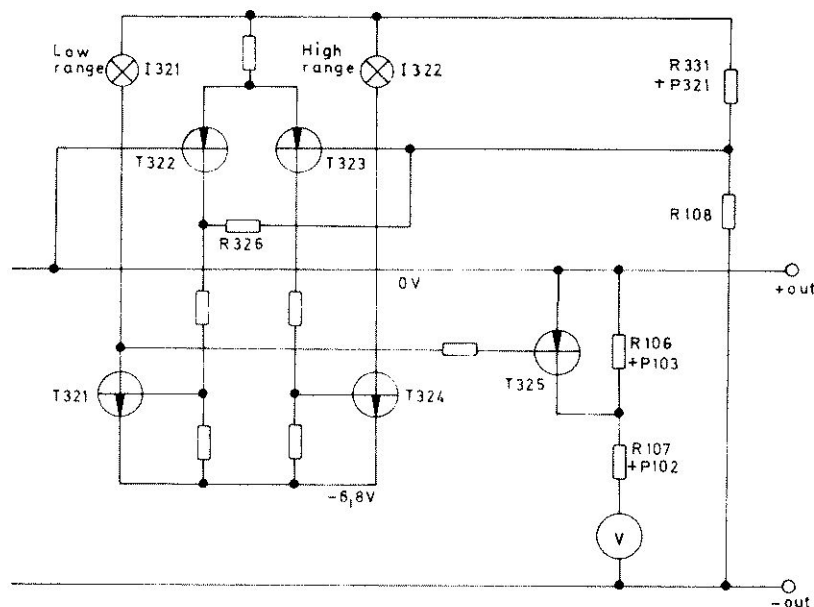 Low
range
I321
High
range
I322
R331
+P321
T322
T323
R108
R326
0V
+out
R106
+P103
T325
T321
T324
R107
+P102
-6,8V
V
-out